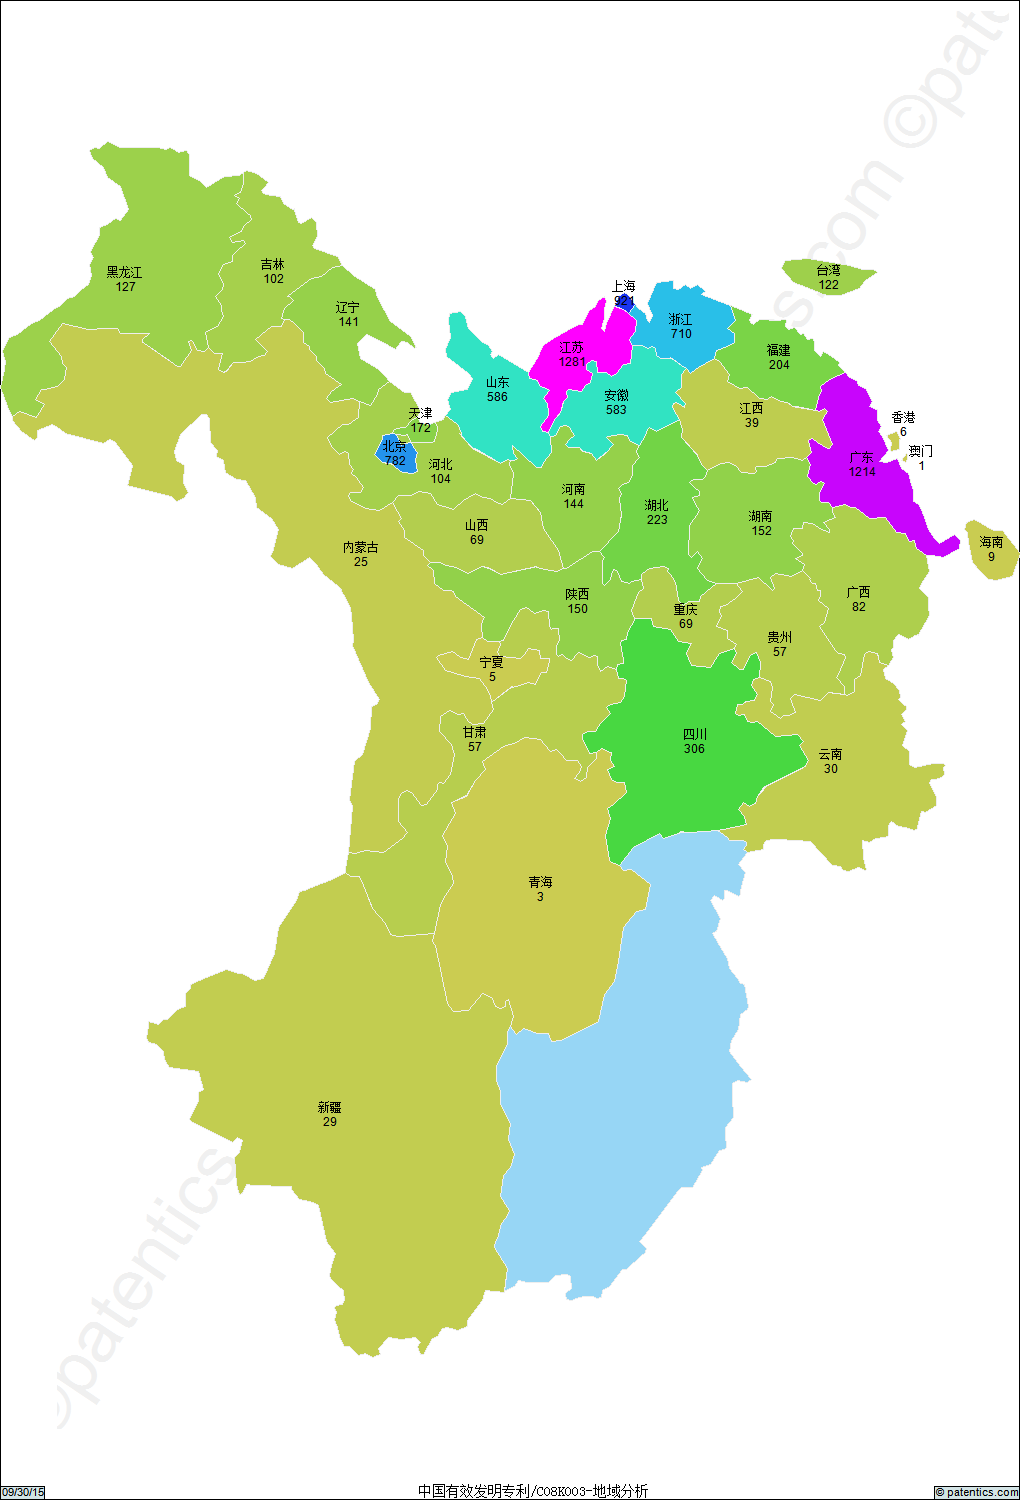 ©patentics.com ©pate
黑龙江
127
吉林
102
辽宁
141
上海
921
台湾
122
浙江
710
江苏
1281
福建
204
山东
586
安徽
583
江西
39
天津
172
香港
6
北京
782
河北
104
澳门
1
广东
1214
河南
144
湖北
223
湖南
152
山西
69
海南
9
内蒙古
25
陕西
150
重庆
69
广西
82
贵州
57
宁夏
5
甘肃
57
四川
306
云南
30
青海
3
新疆
29
09/30/15
中国有效发明专利/C08K003-地域分析
© patentics.com